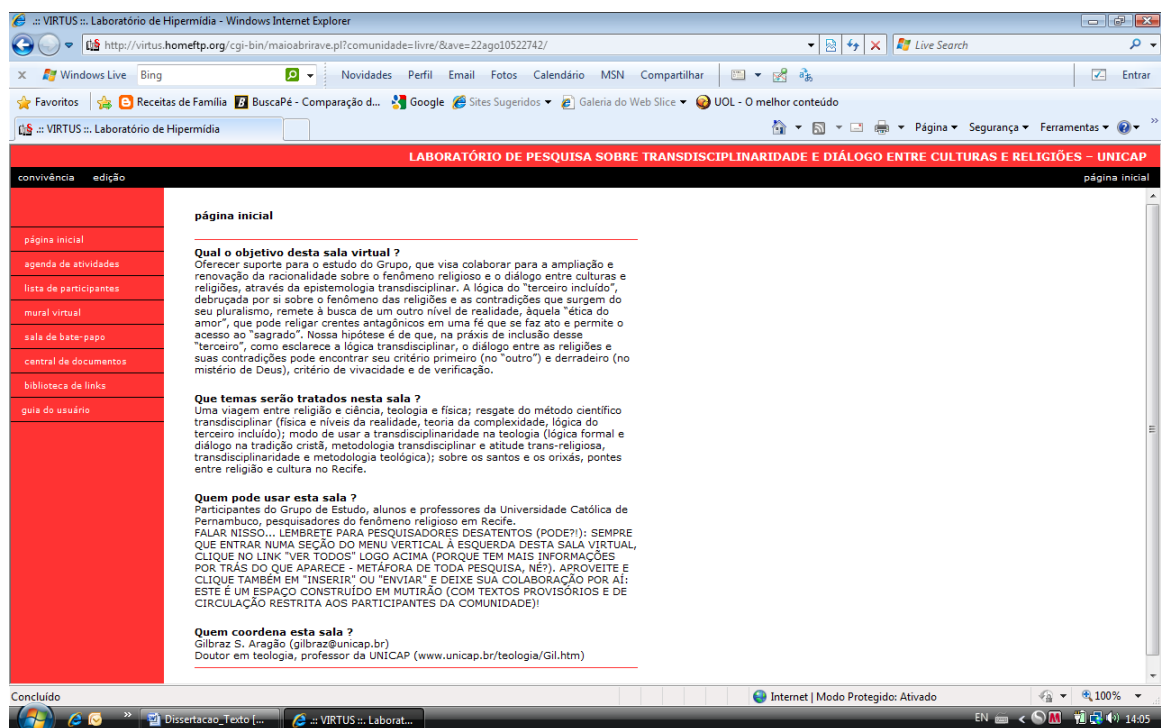 .:: VIRTUS ::. Laboratório de Hipermídia - Windows Internet Explorer
http://virtus.homeftp.org/cgi-bin/maioabrirave.pl?comunidade=livre/&ave=22ago10522742/
Live Search
X Windows Live Bing Novidades Perfil Email Fotos Calendário MSN Compartilhar Entrar
Favoritos Receitas de Família BuscaPé - Comparação d... Google Sites Sugeridos Galeria do Web Slice UOL - O melhor conteúdo
.:: VIRTUS ::. Laboratório de Hipermídia Página Segurança Ferramentas
LABORATÓRIO DE PESQUISA SOBRE TRANSDISCIPLINARIDADE E DIÁLOGO ENTRE CULTURAS E RELIGIÕES – UNICAP
convivência edição página inicial
página inicial
agenda de atividades
lista de participantes
mural virtual
sala de bate-papo
central de documentos
biblioteca de links
guia do usuário
página inicial
Qual o objetivo desta sala virtual ?
Oferecer suporte para o estudo do Grupo, que visa colaborar para a ampliação e
renovação da racionalidade sobre o fenômeno religioso e o diálogo entre culturas e
religiões, através da epistemologia transdisciplinar. A lógica do "terceiro incluído",
debruçada por si sobre o fenômeno das religiões e as contradições que surgem do
seu pluralismo, remete à busca de um outro nível de realidade, àquela "ética do
amor", que pode religar crentes antagônicos em uma fé que se faz ato e permite o
acesso ao "sagrado". Nossa hipótese é de que, na práxis de inclusão desse
"terceiro", como esclarece a lógica transdisciplinar, o diálogo entre as religiões e
suas contradições pode encontrar seu critério primeiro (no "outro") e derradeiro (no
mistério de Deus), critério de vivacidade e de verificação.
Que temas serão tratados nesta sala ?
Uma viagem entre religião e ciência, teologia e física; resgate do método científico
transdisciplinar (física e níveis da realidade, teoria da complexidade, lógica do
terceiro incluído); modo de usar a transdisciplinaridade na teologia (lógica formal e
diálogo na tradição cristã, metodologia transdisciplinar e atitude trans-religiosa,
transdisciplinaridade e metodologia teológica); sobre os santos e os orixás, pontes
entre religião e cultura no Recife.
Quem pode usar esta sala ?
Participantes do Grupo de Estudo, alunos e professores da Universidade Católica de
Pernambuco, pesquisadores do fenômeno religioso em Recife.
FALAR NISSO... LEMBRETE PARA PESQUISADORES DESATENTOS (PODE?!): SEMPRE
QUE ENTRAR NUMA SEÇÃO DO MENU VERTICAL À ESQUERDA DESTA SALA VIRTUAL,
CLIQUE NO LINK "VER TODOS" LOGO ACIMA (PORQUE TEM MAIS INFORMAÇÕES
POR TRÁS DO QUE APARECE - METÁFORA DE TODA PESQUISA, NÉ?). APROVEITE E
CLIQUE TAMBÉM EM "INSERIR" OU "ENVIAR" E DEIXE SUA COLABORAÇÃO POR AÍ:
ESTE É UM ESPAÇO CONSTRUÍDO EM MUTIRÃO (COM TEXTOS PROVISÓRIOS E DE
CIRCULAÇÃO RESTRITA AOS PARTICIPANTES DA COMUNIDADE)!
Quem coordena esta sala ?
Gilbraz S. Aragão (gilbraz@unicap.br)
Doutor em teologia, professor da UNICAP (www.unicap.br/teologia/Gil.htm)
Concluído Internet | Modo Protegido: Ativado 100%
Dissertacao_Texto [... .:: VIRTUS ::. Laborat... EN 14:05